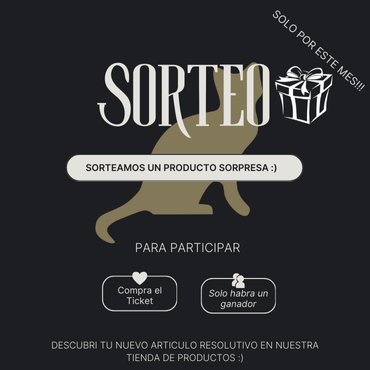 SOLO POR ESTE MES!!!
SORTEO
SORTEAMOS UN PRODUCTO SORPRESA :)
PARA PARTICIPAR
Compra el
Ticket
Solo habra un
ganador
DESCUBRI TU NUEVO ARTICULO RESOLUTIVO EN NUESTRA
TIENDA DE PRODUCTOS :)